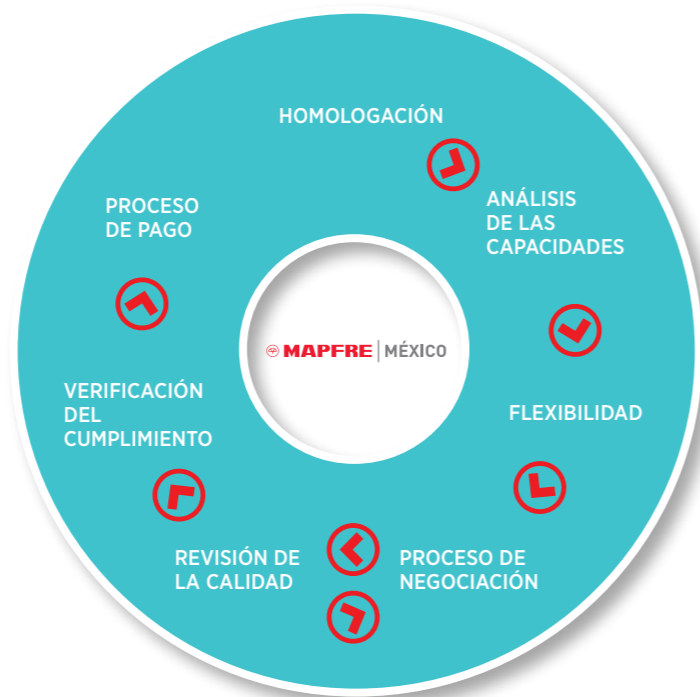 HOMOLOGACIÓN
ANÁLISIS
DE LAS
CAPACIDADES
FLEXIBILIDAD
PROCESO DE
NEGOCIACIÓN
REVISIÓN DE
LA CALIDAD
VERIFICACIÓN
DEL
CUMPLIMIENTO
PROCESO
DE PAGO
MAPFRE | MÉXICO